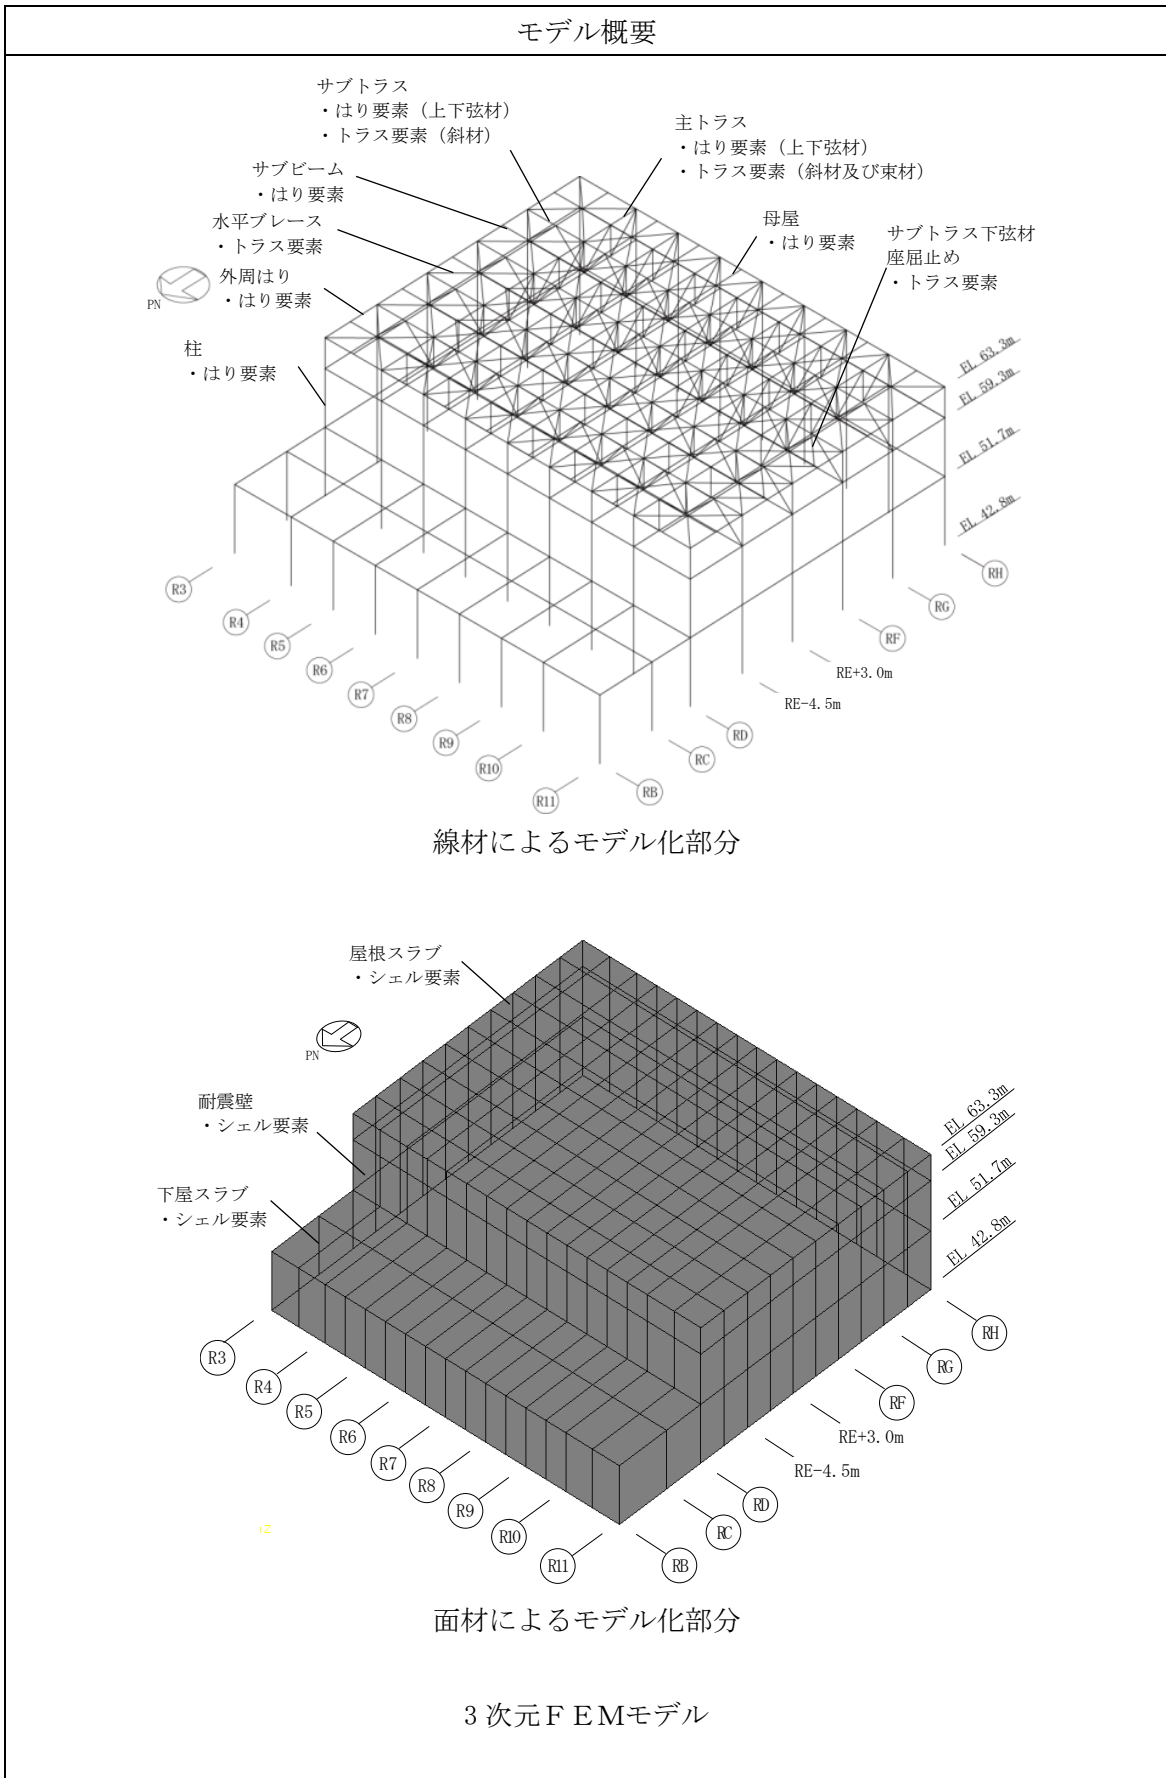 モデル概要
サブトラス
・はり要素（上下弦材）
・トラス要素（斜材）
主トラス
・はり要素（上下弦材）
・トラス要素（斜材及び束材）
サブビーム
・はり要素
水平ブレース
・トラス要素
母屋
・はり要素
サブトラス下弦材
座屈止め
・トラス要素
外周はり
・はり要素
PN
柱
・はり要素
EL 63.3m
EL 59.3m
EL 51.7m
EL 42.8m
R3
R4
R5
R6
R7
R8
R9
R10
R11
RB
RC
RD
RE-4.5m
RE+3.0m
RF
RG
RH
線材によるモデル化部分
屋根スラブ
・シェル要素
PN
耐震壁
・シェル要素
下屋スラブ
・シェル要素
EL 63.3m
EL 59.3m
EL 51.7m
EL 42.8m
R3
R4
R5
R6
R7
R8
R9
R10
R11
RB
RC
RD
RE-4.5m
RE+3.0m
RF
RG
RH
面材によるモデル化部分
3 次元ＦＥＭモデル